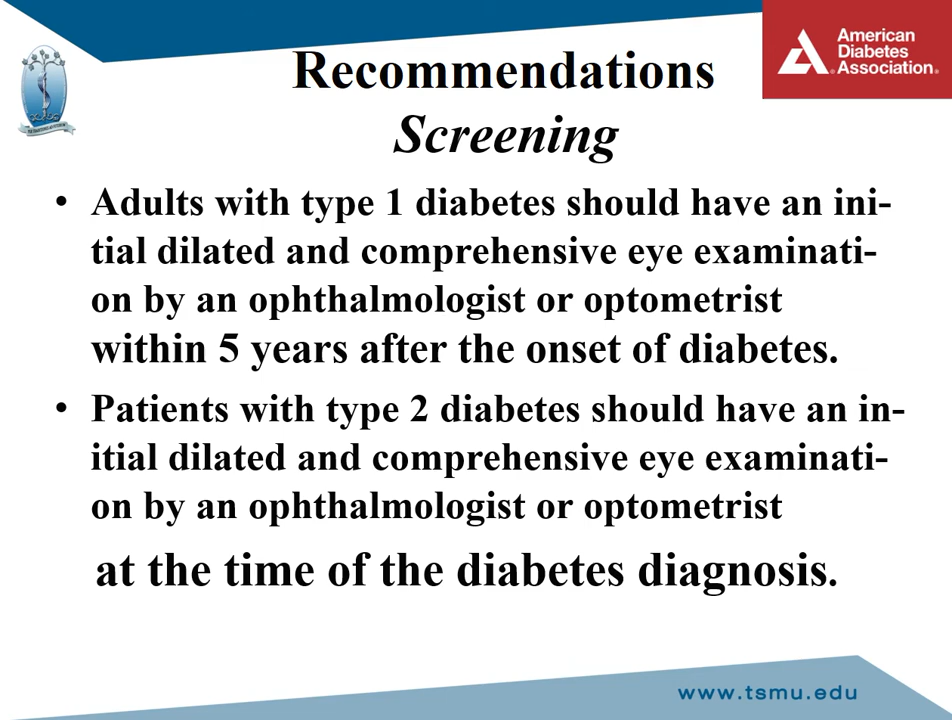 American
Diabetes
Association®
Recommendations
Screening
• Adults with type 1 diabetes should have an ini-
tial dilated and comprehensive eye examinati-
on by an ophthalmologist or optometrist
within 5 years after the onset of diabetes.
• Patients with type 2 diabetes should have an in-
itial dilated and comprehensive eye examinati-
on by an ophthalmologist or optometrist
at the time of the diabetes diagnosis.
www.tsmu.edu